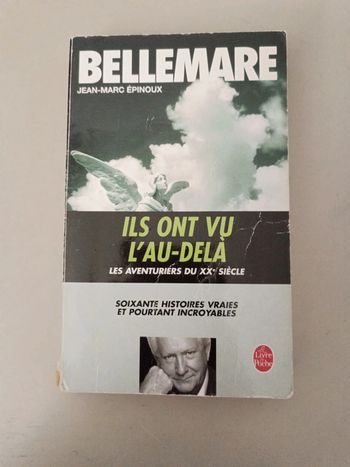 BELLEMARE
JEAN-MARC ÉPINOUX
ILS ONT VU
L'AU-DELÀ
LES AVENTURIERS DU XXe SIÈCLE
SOIXANTE HISTOIRES VRAIES
ET POURTANT INCROYABLES
Le Livre
de Poche